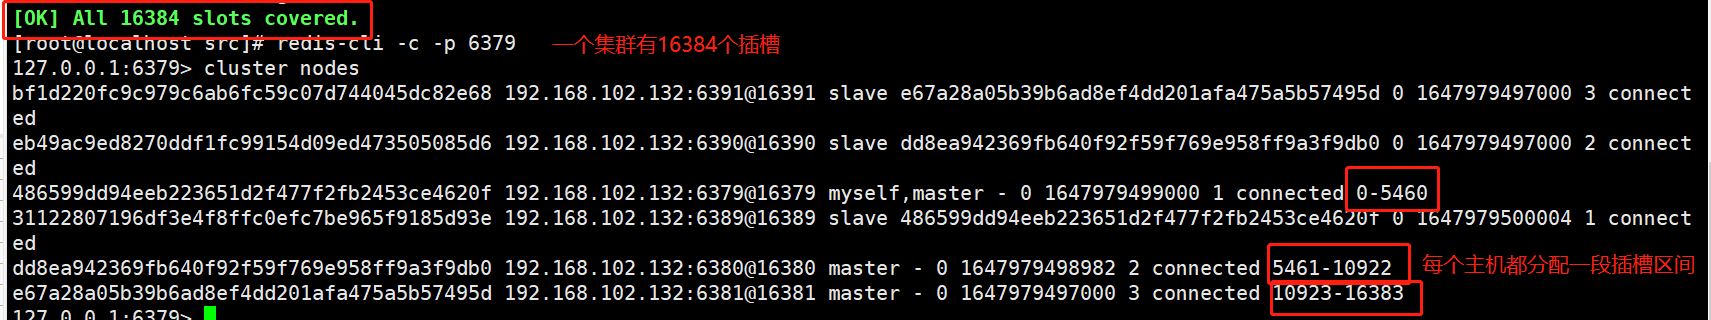 [OK] All 16384 slots covered.
[root@localhost src]# redis-cli -c -p 6379 一个集群有16384个插槽
127.0.0.1:6379> cluster nodes
bf1d220fc9c979c6ab6fc59c07d744045dc82e68 192.168.102.132:6391@16391 slave e67a28a05b39b6ad8ef4dd201afa475a5b57495d 0 1647979497000 3 connect
ed
eb49ac9ed8270ddf1fc99154d09ed473505085d6 192.168.102.132:6390@16390 slave dd8ea942369fb640f92f59f769e958ff9a3f9db0 0 1647979497000 2 connect
ed
486599dd94eeb223651d2f477f2fb2453ce4620f 192.168.102.132:6379@16379 myself,master - 0 1647979499000 1 connected 0-5460
31122807196df3e4f8ffc0efc7be965f9185d93e 192.168.102.132:6389@16389 slave 486599dd94eeb223651d2f477f2fb2453ce4620f 0 1647979500004 1 connect
ed
dd8ea942369fb640f92f59f769e958ff9a3f9db0 192.168.102.132:6380@16380 master - 0 1647979498982 2 connected 5461-10922 每个主机都分配一段插槽区间
e67a28a05b39b6ad8ef4dd201afa475a5b57495d 192.168.102.132:6381@16381 master - 0 1647979497000 3 connected 10923-16383
127.0.0.1:6379>